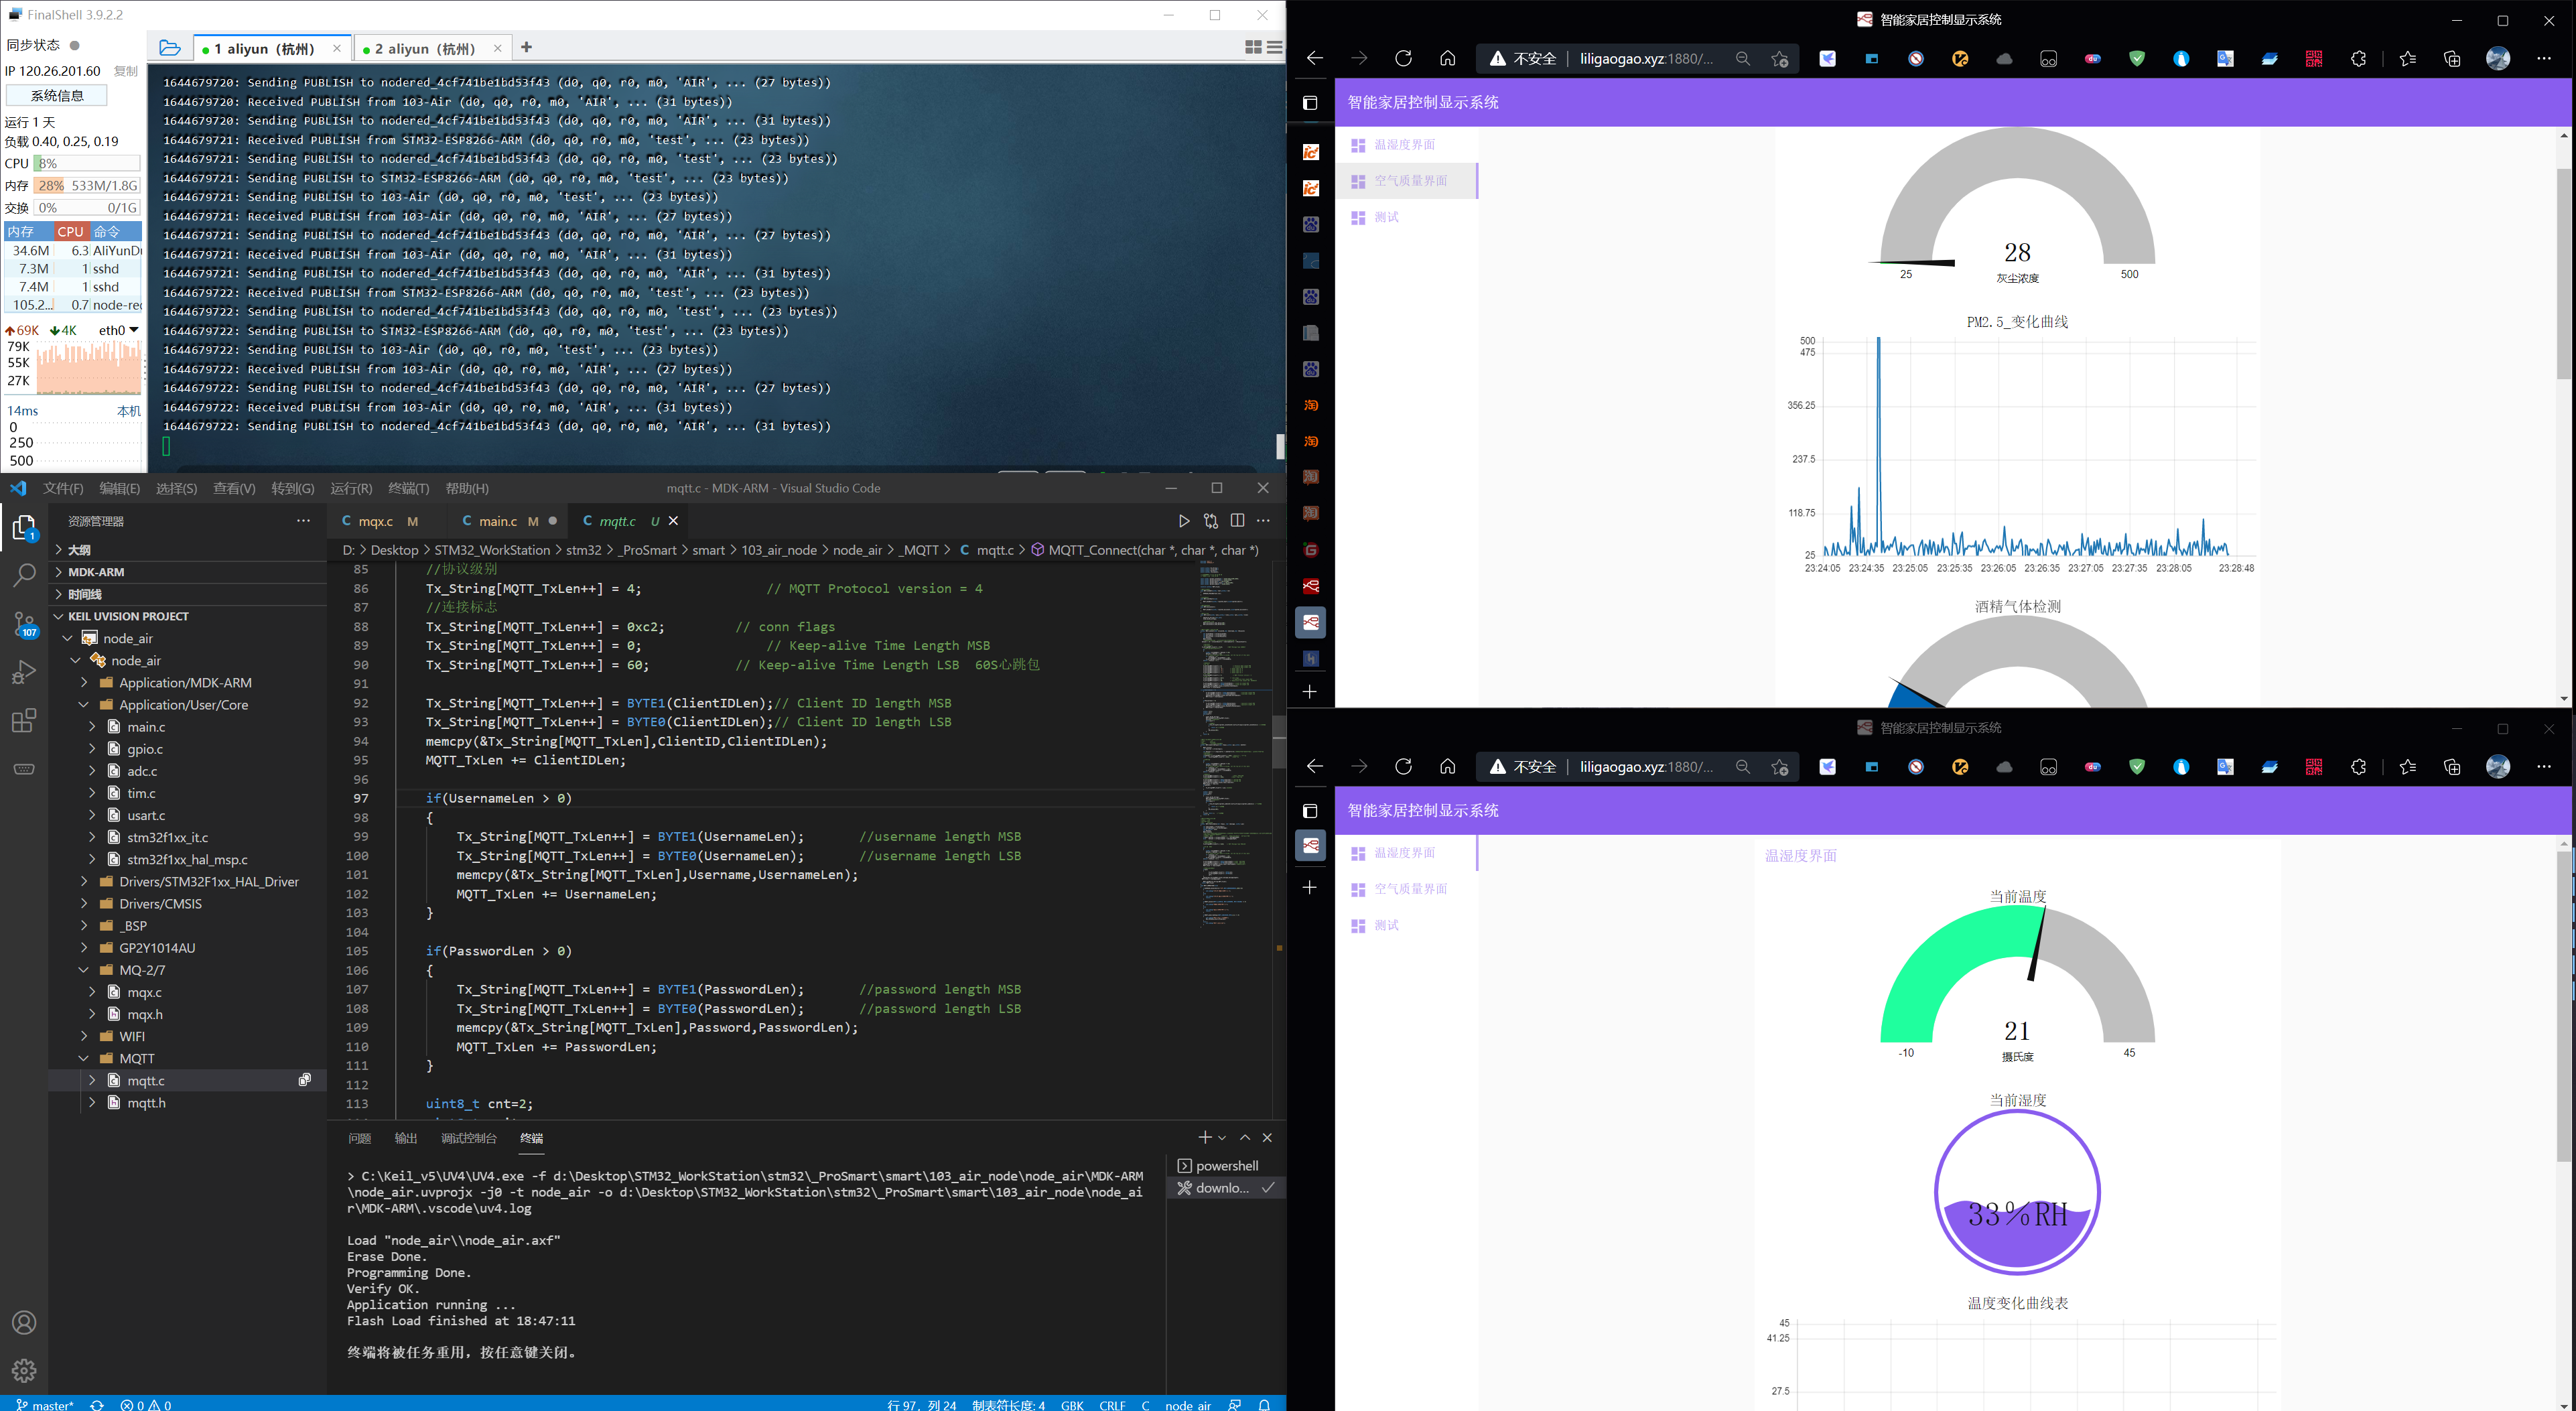 FinalShell 3.9.2.2
同步状态
IP 120.26.201.60 复制
系统信息
运行 1 天
负载 0.40, 0.25, 0.19
CPU 8%
内存 28% 533M/1.8G
交换 0% 0/1G
内存 CPU 命令
34.6M 6.3 AliYunDu
7.3M 1 sshd
7.4M 1 sshd
105.2... 0.7 node-rec
69K 4K eth0
79K
55K
27K
14ms 本机
0
250
500
1 aliyun（杭州）
2 aliyun（杭州）
1644679720: Sending PUBLISH to nodered_4cf741be1bd53f43 (d0, q0, r0, m0, 'AIR', ... (27 bytes))
1644679720: Received PUBLISH from 103-Air (d0, q0, r0, m0, 'AIR', ... (31 bytes))
1644679720: Sending PUBLISH to nodered_4cf741be1bd53f43 (d0, q0, r0, m0, 'AIR', ... (31 bytes))
1644679721: Received PUBLISH from STM32-ESP8266-ARM (d0, q0, r0, m0, 'test', ... (23 bytes))
1644679721: Sending PUBLISH to nodered_4cf741be1bd53f43 (d0, q0, r0, m0, 'test', ... (23 bytes))
1644679721: Sending PUBLISH to STM32-ESP8266-ARM (d0, q0, r0, m0, 'test', ... (23 bytes))
1644679721: Sending PUBLISH to 103-Air (d0, q0, r0, m0, 'test', ... (23 bytes))
1644679721: Received PUBLISH from 103-Air (d0, q0, r0, m0, 'AIR', ... (27 bytes))
1644679721: Sending PUBLISH to nodered_4cf741be1bd53f43 (d0, q0, r0, m0, 'AIR', ... (27 bytes))
1644679721: Received PUBLISH from 103-Air (d0, q0, r0, m0, 'AIR', ... (31 bytes))
1644679721: Sending PUBLISH to nodered_4cf741be1bd53f43 (d0, q0, r0, m0, 'AIR', ... (31 bytes))
1644679722: Received PUBLISH from STM32-ESP8266-ARM (d0, q0, r0, m0, 'test', ... (23 bytes))
1644679722: Sending PUBLISH to nodered_4cf741be1bd53f43 (d0, q0, r0, m0, 'test', ... (23 bytes))
1644679722: Sending PUBLISH to STM32-ESP8266-ARM (d0, q0, r0, m0, 'test', ... (23 bytes))
1644679722: Sending PUBLISH to 103-Air (d0, q0, r0, m0, 'test', ... (23 bytes))
1644679722: Received PUBLISH from 103-Air (d0, q0, r0, m0, 'AIR', ... (27 bytes))
1644679722: Sending PUBLISH to nodered_4cf741be1bd53f43 (d0, q0, r0, m0, 'AIR', ... (27 bytes))
1644679722: Received PUBLISH from 103-Air (d0, q0, r0, m0, 'AIR', ... (31 bytes))
1644679722: Sending PUBLISH to nodered_4cf741be1bd53f43 (d0, q0, r0, m0, 'AIR', ... (31 bytes))
文件(F) 编辑(E) 选择(S) 查看(V) 转到(G) 运行(R) 终端(T) 帮助(H) mqtt.c - MDK-ARM - Visual Studio Code
1
107
资源管理器
大纲
MDK-ARM
时间线
KEIL UVISION PROJECT
node_air
node_air
Application/MDK-ARM
Application/User/Core
main.c
gpio.c
adc.c
tim.c
usart.c
stm32f1xx_it.c
stm32f1xx_hal_msp.c
Drivers/STM32F1xx_HAL_Driver
Drivers/CMSIS
_BSP
GP2Y1014AU
MQ-2/7
mqx.c
mqx.h
WIFI
MQTT
mqtt.c
mqtt.h
C mqx.c M C main.c M C mqtt.c U
D: > Desktop > STM32_WorkStation > stm32 > _ProSmart > smart > 103_air_node > node_air > _MQTT > C mqtt.c > MQTT_Connect(char *, char *, char *)
85 //协议级别
86 Tx_String[MQTT_TxLen++] = 4; // MQTT Protocol version = 4
87 //连接标志
88 Tx_String[MQTT_TxLen++] = 0xc2; // conn flags
89 Tx_String[MQTT_TxLen++] = 0; // Keep-alive Time Length MSB
90 Tx_String[MQTT_TxLen++] = 60; // Keep-alive Time Length LSB 60S心跳包
91
92 Tx_String[MQTT_TxLen++] = BYTE1(ClientIDLen);// Client ID length MSB
93 Tx_String[MQTT_TxLen++] = BYTE0(ClientIDLen);// Client ID length LSB
94 memcpy(&Tx_String[MQTT_TxLen],ClientID,ClientIDLen);
95 MQTT_TxLen += ClientIDLen;
96
97 if(UsernameLen > 0)
98 {
99 Tx_String[MQTT_TxLen++] = BYTE1(UsernameLen); //username length MSB
100 Tx_String[MQTT_TxLen++] = BYTE0(UsernameLen); //username length LSB
101 memcpy(&Tx_String[MQTT_TxLen],Username,UsernameLen);
102 MQTT_TxLen += UsernameLen;
103 }
104
105 if(PasswordLen > 0)
106 {
107 Tx_String[MQTT_TxLen++] = BYTE1(PasswordLen); //password length MSB
108 Tx_String[MQTT_TxLen++] = BYTE0(PasswordLen); //password length LSB
109 memcpy(&Tx_String[MQTT_TxLen],Password,PasswordLen);
110 MQTT_TxLen += PasswordLen;
111 }
112
113 uint8_t cnt=2;
问题 输出 调试控制台 终端
> C:\Keil_v5\UV4\UV4.exe -f d:\Desktop\STM32_WorkStation\stm32\_ProSmart\smart\103_air_node\node_air\MDK-ARM
\node_air.uvprojx -j0 -t node_air -o d:\Desktop\STM32_WorkStation\stm32\_ProSmart\smart\103_air_node\node_ai
r\MDK-ARM\.vscode\uv4.log
Load "node_air\\node_air.axf"
Erase Done.
Programming Done.
Verify OK.
Application running ...
Flash Load finished at 18:47:11
终端将被任务重用，按任意键关闭。
powershell
downlo...
master* 0 0 行 97，列 24 制表符长度: 4 GBK CRLF C node_air
智能家居控制显示系统
不安全 liligaogao.xyz:1880/...
智能家居控制显示系统
温湿度界面
空气质量界面
测试
28
25 灰尘浓度 500
PM2.5_变化曲线
500
475
356.25
237.5
118.75
25
23:24:05 23:24:35 23:25:05 23:25:35 23:26:05 23:26:35 23:27:05 23:27:35 23:28:05 23:28:48
酒精气体检测
智能家居控制显示系统
不安全 liligaogao.xyz:1880/...
智能家居控制显示系统
温湿度界面
空气质量界面
测试
温湿度界面
当前温度
21
-10 摄氏度 45
当前湿度
33%RH
温度变化曲线表
45
41.25
27.5